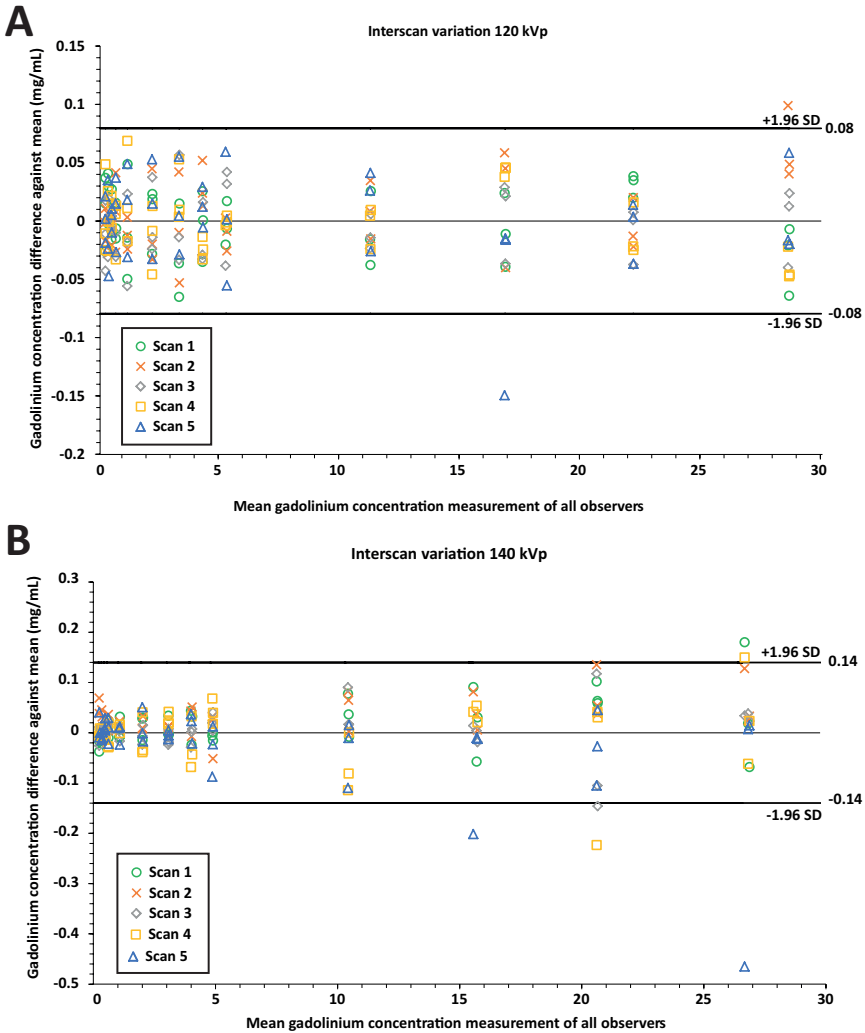 A
Interscan variation 120 kVp
Gadolinium concentration difference against mean (mg/mL)
0.15
0.1
0.05
0
-0.05
-0.1
-0.15
-0.2
+1.96 SD
0.08
-0.08
-1.96 SD
Scan 1
Scan 2
Scan 3
Scan 4
Scan 5
0 5 10 15 20 25 30
Mean gadolinium concentration measurement of all observers
B
Interscan variation 140 kVp
Gadolinium concentration difference against mean (mg/mL)
0.3
0.2
0.1
0
-0.1
-0.2
-0.3
-0.4
-0.5
+1.96 SD
0.14
-0.14
-1.96 SD
Scan 1
Scan 2
Scan 3
Scan 4
Scan 5
0 5 10 15 20 25 30
Mean gadolinium concentration measurement of all observers